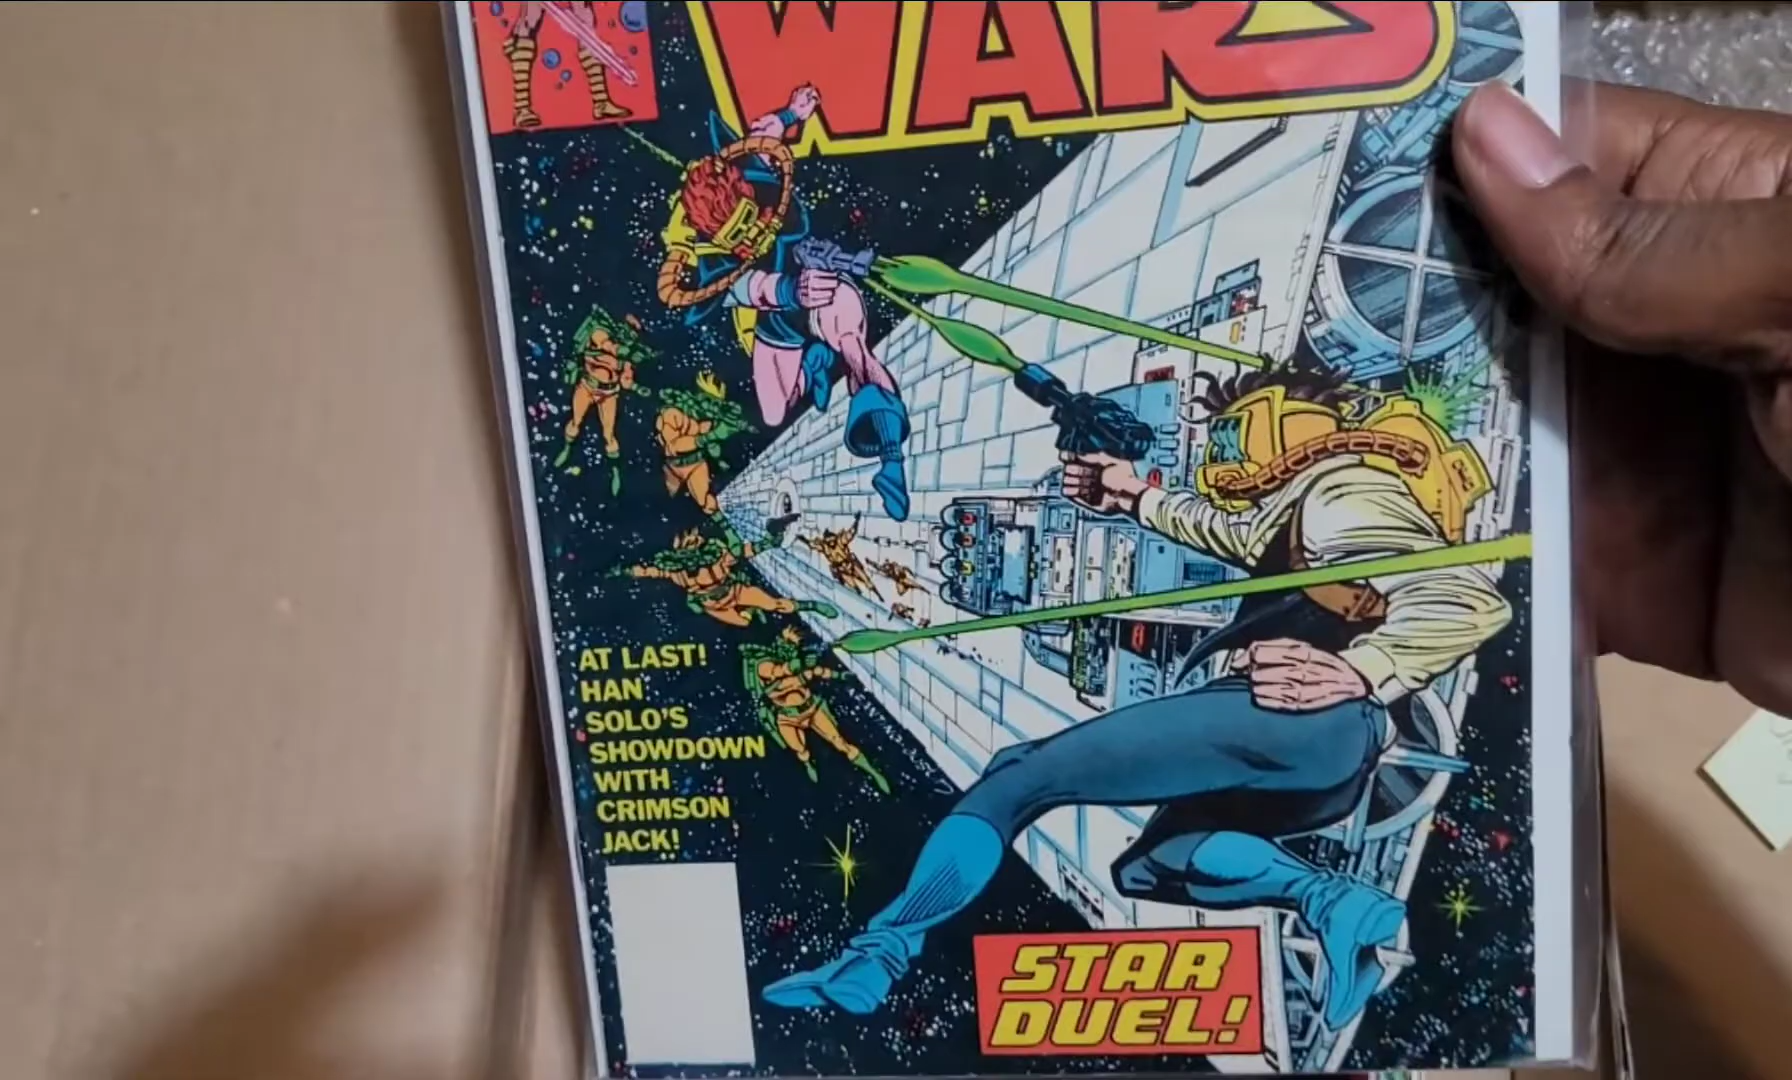 WARS
AT LAST!
HAN
SOLO'S
SHOWDOWN
WITH
CRIMSON
JACK!
STAR
DUEL!